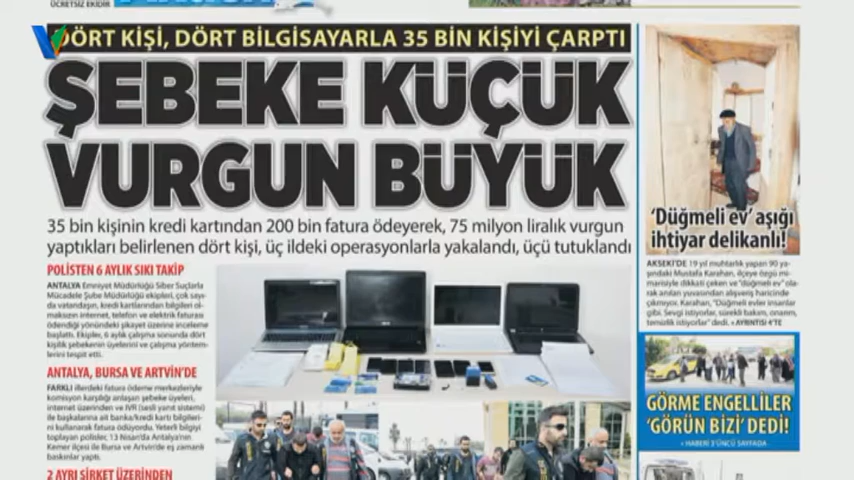 ÜCRETSİZ EKİDİR
DÖRT KİŞİ, DÖRT BİLGİSAYARLA 35 BİN KİŞİYİ ÇARPTI
ŞEBEKE KÜÇÜK
VURGUN BÜYÜK
35 bin kişinin kredi kartından 200 bin fatura ödeyerek, 75 milyon liralık vurgun
yaptıkları belirlenen dört kişi, üç ildeki operasyonlarla yakalandı, üçü tutuklandı
POLİSTEN 6 AYLIK SIKI TAKİP
ANTALYA Emniyet Müdürlüğü Siber Suçlarla
Mücadele Şube Müdürlüğü ekipleri, çok sayı-
da vatandaşın, kredi kartlarından bilgileri ol-
maksızın internet, telefon ve elektrik faturası
ödendiği yönündeki şikayet üzerine inceleme
başlattı. Ekipler, 6 aylık çalışma sonunda dört
kişilik şebekenin üyelerini ve çalışma yöntem-
lerini tespit etti.
ANTALYA, BURSA VE ARTVİN'DE
FARKLI illerdeki fatura ödeme merkezleriyle
komisyon karşılığı anlaşan şebeke üyeleri,
internet üzerinden ve IVR (sesli yanıt sistemi)
ile başkalarına ait banka/kredi kartı bilgileri-
ni kullanarak fatura ödüyordu. Yeterli bilgiyi
toplayan polisler, 13 Nisan'da Antalya'nın
Kemer ilçesi ile Bursa ve Artvin'de eş zamanlı
baskınlar yaptı.
2 AYRI ŞİRKET ÜZERİNDEN
'Düğmeli ev' aşığı
ihtiyar delikanlı!
AKSEKİ'DE 19 yıl muhtarlık yapan 90 ya-
şındaki Mustafa Karahan, ilçeye özgü mi-
marisiyle dikkati çeken ve "düğmeli ev" ola-
rak anılan yuvasından alışveriş haricinde
çıkmıyor. Karahan, "Düğmeli evler insanlar
gibi. Sevgi istiyorlar, sürekli bakım, onarım,
temizlik istiyorlar" dedi. • AYRINTISI 4'TE
GÖRME ENGELLİLER
'GÖRÜN BİZİ' DEDİ!
• HABERİ 3'ÜNCÜ SAYFADA